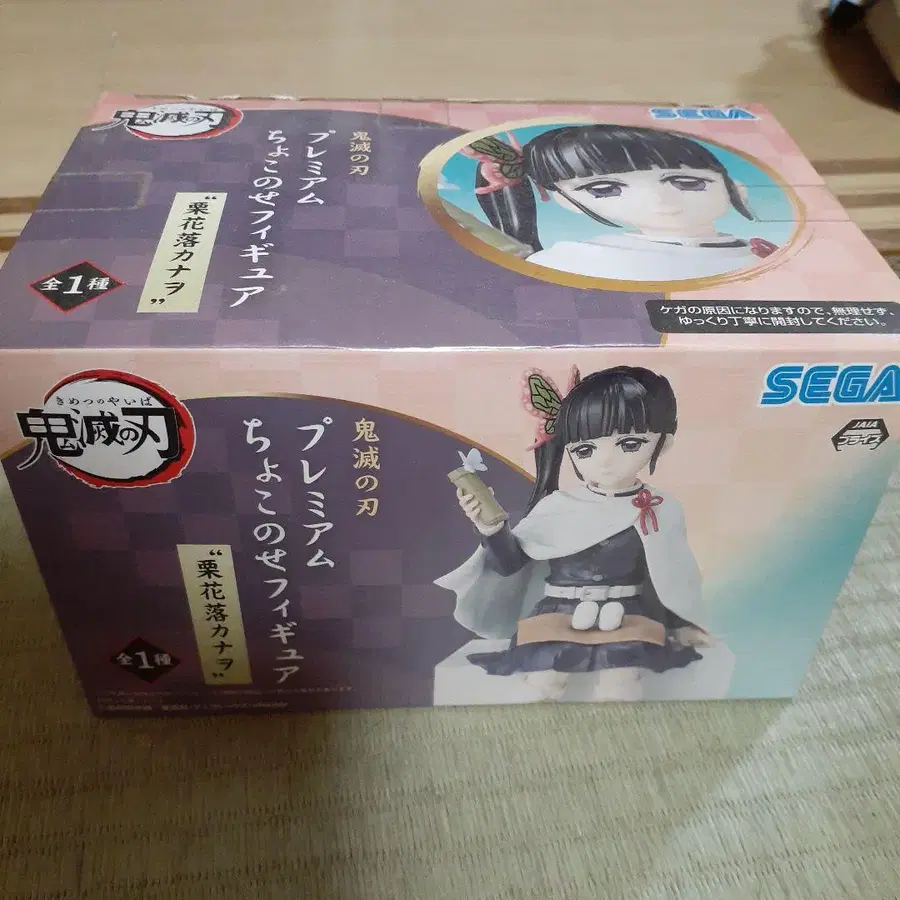 鬼滅の刃
SEGA
鬼滅の刃
プレミアム
ちょこのせフィギュア
“栗花落カナヲ”
全1種
ケガの原因になりますので、無理せず、
ゆっくり丁寧に開封してください。
きめつのやいば
鬼滅の刃
SEGA
JAIA
プライズ
鬼滅の刃
プレミアム
ちょこのせフィギュア
“栗花落カナヲ”
全1種